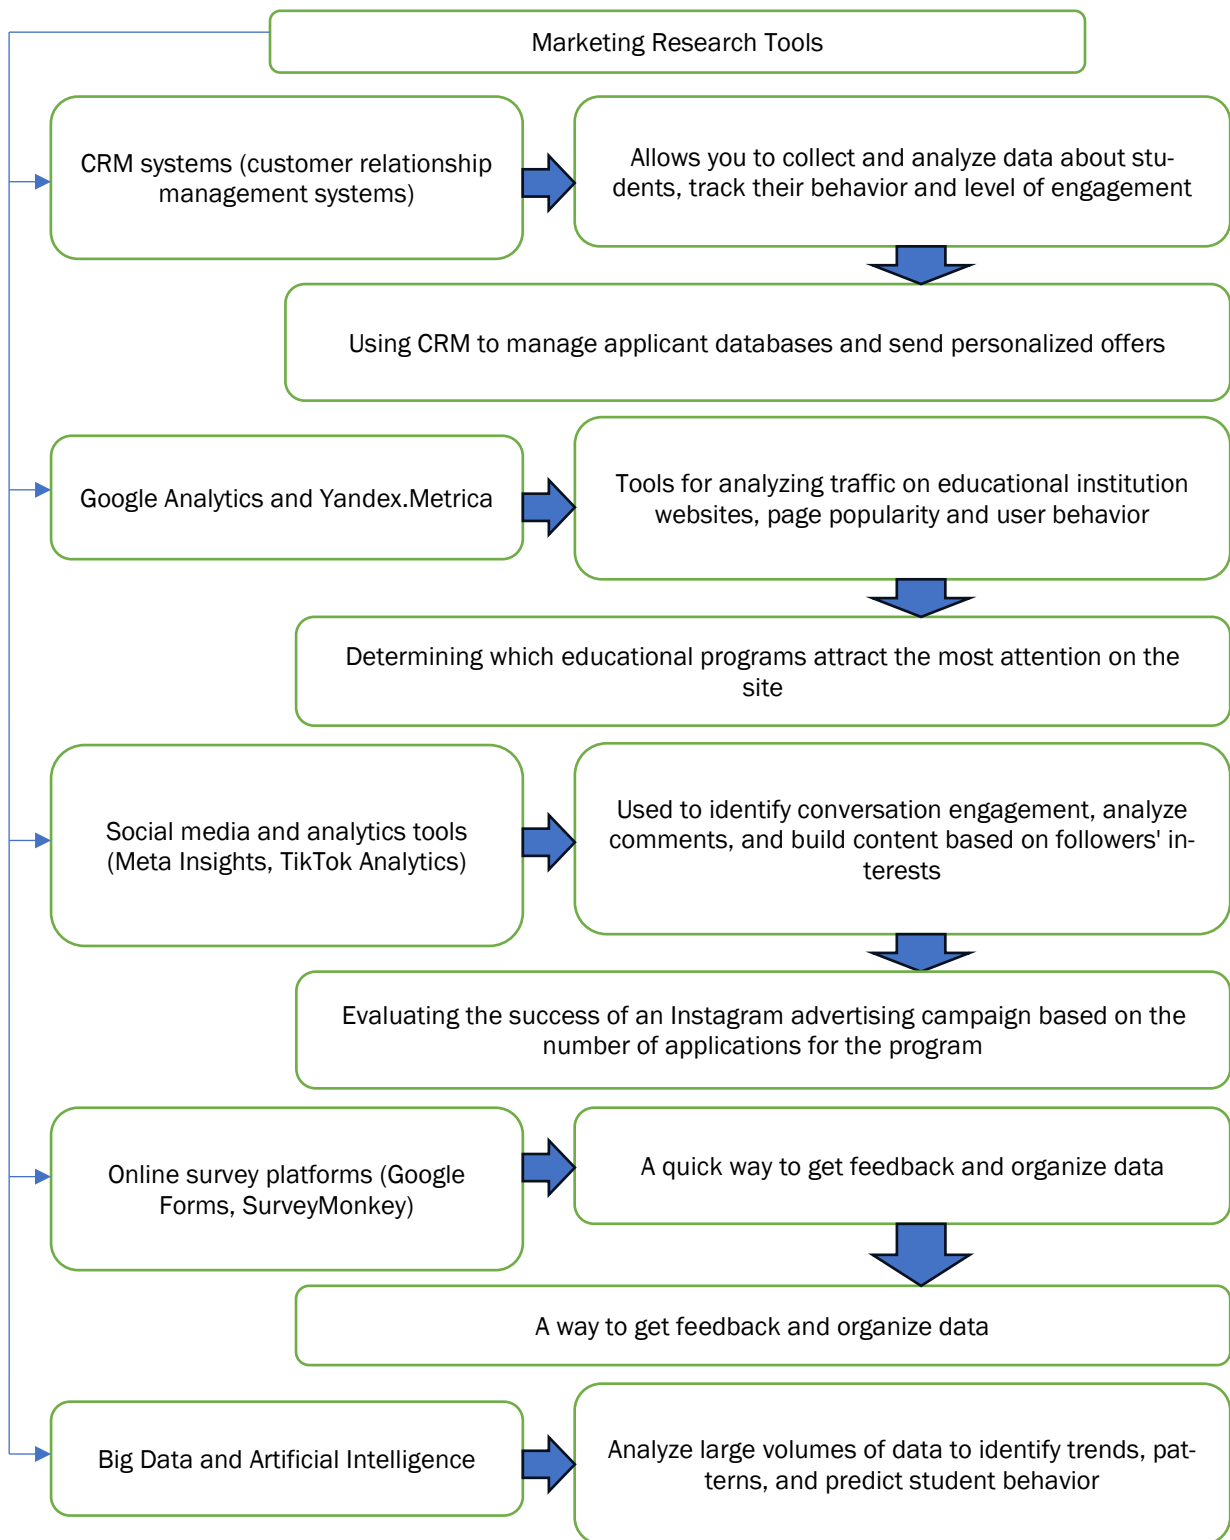 Marketing Research Tools
CRM systems (customer relationship
management systems)
Allows you to collect and analyze data about stu-
dents, track their behavior and level of engagement
Using CRM to manage applicant databases and send personalized offers
Google Analytics and Yandex.Metrica
Tools for analyzing traffic on educational institution
websites, page popularity and user behavior
Determining which educational programs attract the most attention on the
site
Social media and analytics tools
(Meta Insights, TikTok Analytics)
Used to identify conversation engagement, analyze
comments, and build content based on followers' in-
terests
Evaluating the success of an Instagram advertising campaign based on the
number of applications for the program
Online survey platforms (Google
Forms, SurveyMonkey)
A quick way to get feedback and organize data
A way to get feedback and organize data
Big Data and Artificial Intelligence
Analyze large volumes of data to identify trends, pat-
terns, and predict student behavior